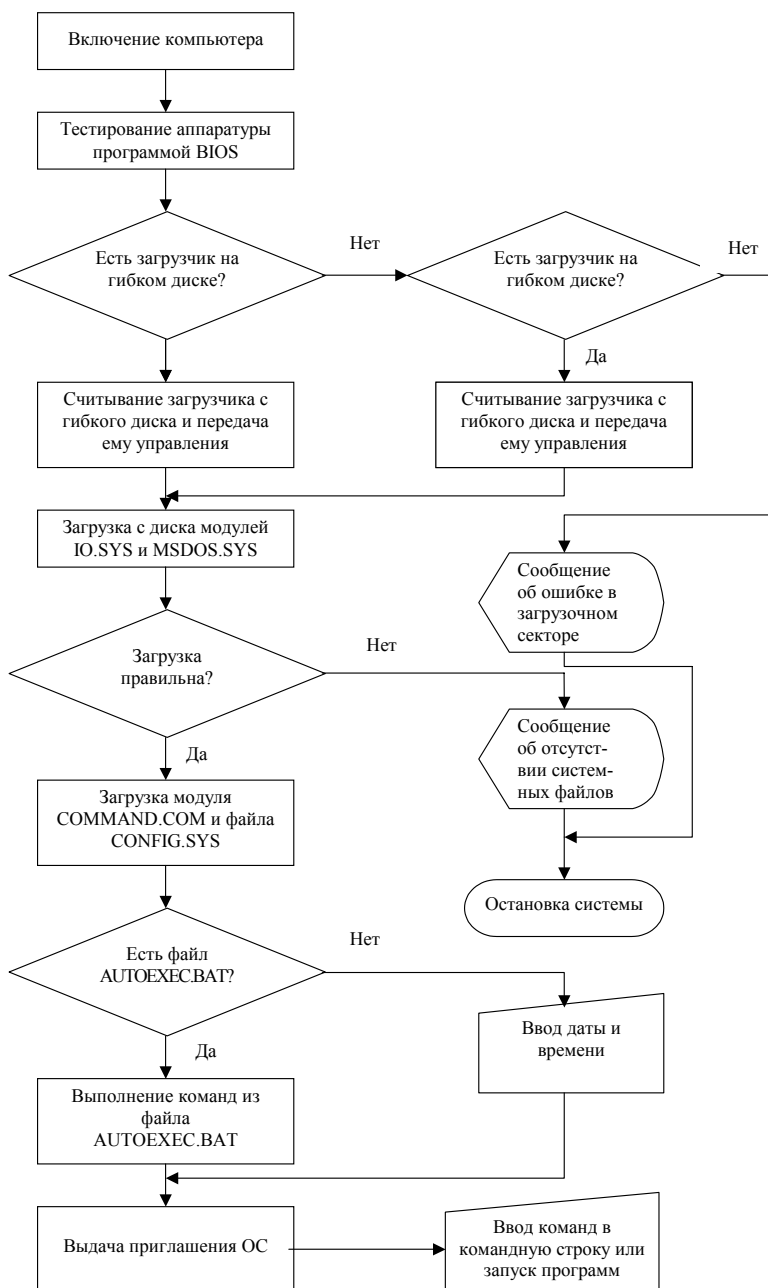 Включение компьютера
Тестирование аппаратуры
программой BIOS
Есть загрузчик на
гибком диске?
Нет
Есть загрузчик на
гибком диске?
Нет
Да
Считывание загрузчика с
гибкого диска и передача
ему управления
Считывание загрузчика с
гибкого диска и передача
ему управления
Загрузка с диска модулей
IO.SYS и MSDOS.SYS
Сообщение
об ошибке в
загрузочном
секторе
Загрузка
правильна?
Нет
Да
Сообщение
об отсутст-
вии систем-
ных файлов
Загрузка модуля
COMMAND.COM и файла
CONFIG.SYS
Остановка системы
Есть файл
AUTOEXEC.BAT?
Нет
Да
Ввод даты и
времени
Выполнение команд из
файла
AUTOEXEC.BAT
Выдача приглашения ОС
Ввод команд в
командную строку или
запуск программ